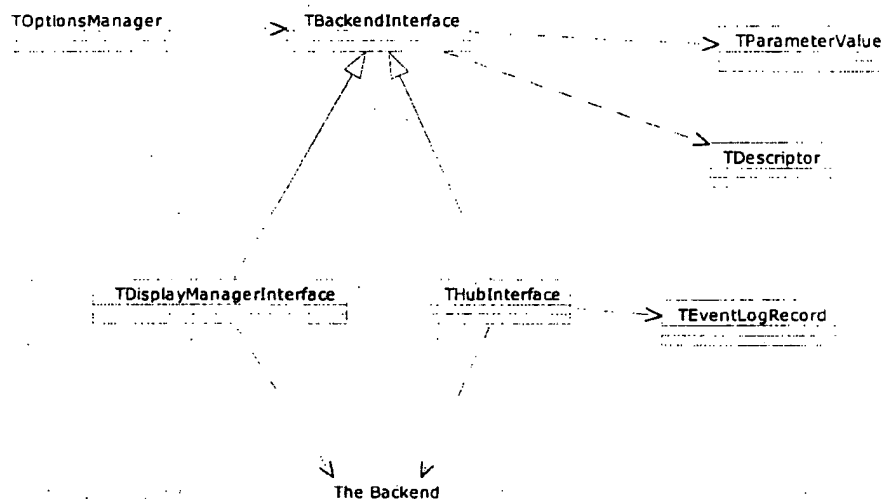 TOptionsManager
TBackendInterface
TParameterValue
TDescriptor
TDisplayManagerInterface
THubInterface
TEventLogRecord
The Backend